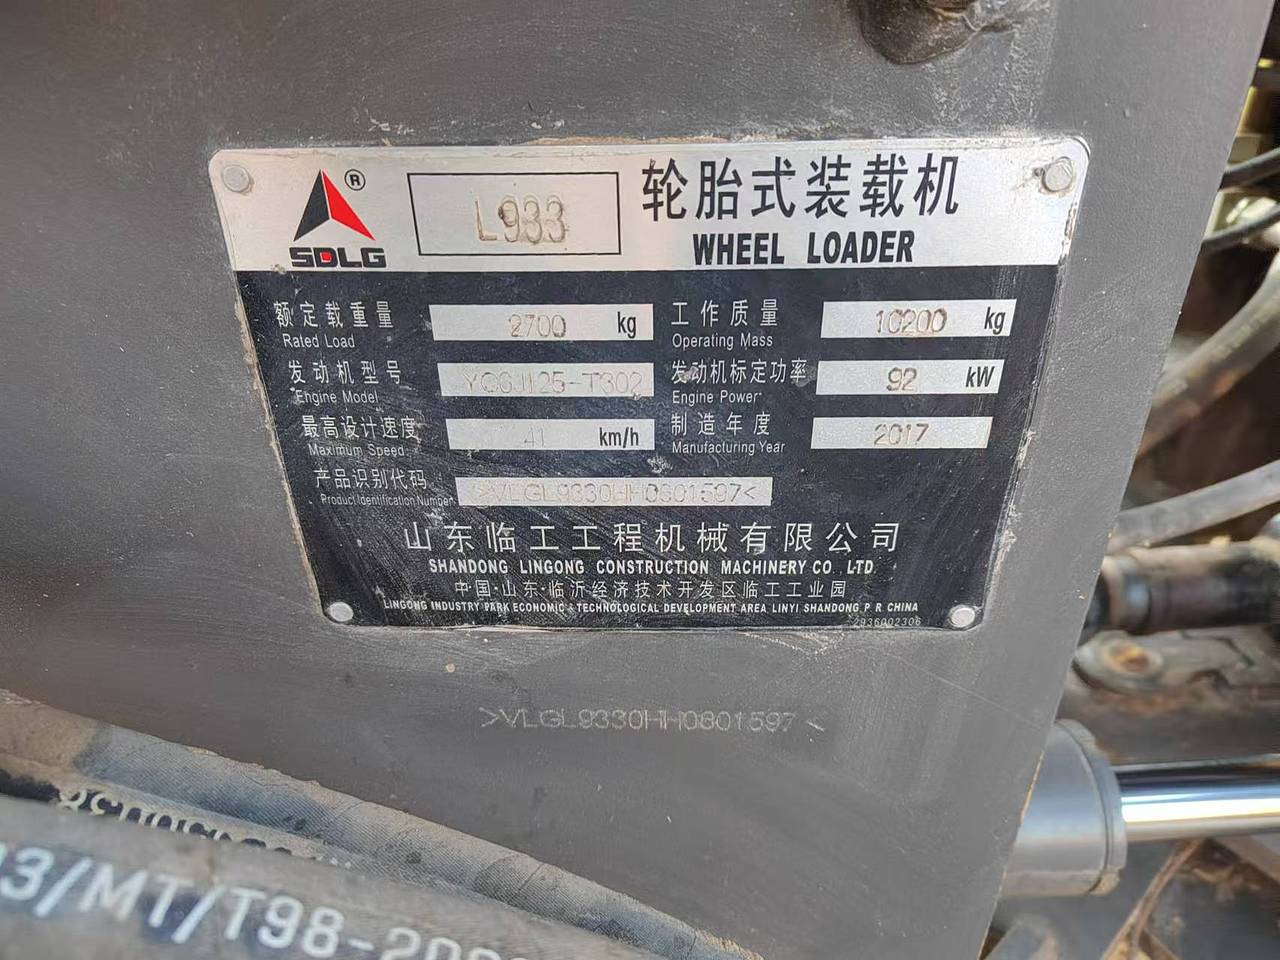 SDLG ®
L933
轮胎式装载机
WHEEL LOADER
额定载重量 2700 kg
Rated Load
工作质量 10200 kg
Operating Mass
发动机型号 YCSJ125-T302
Engine Model
发动机标定功率 92 kW
Engine Power
最高设计速度 41 km/h
Maximum Speed
制造年度 2017
Manufacturing Year
产品识别代码 >VLGL9330HH0601597<
Product Identification Number
山东临工工程机械有限公司
SHANDONG LINGONG CONSTRUCTION MACHINERY CO LTD
中国·山东·临沂经济技术开发区临工工业园
LINGONG INDUSTRY PARK ECONOMIC & TECHNOLOGICAL DEVELOPMENT AREA LINYI SHANDONG P R CHINA
2936002306
>VLGL9330HH0601597<
03/MT/T98-200